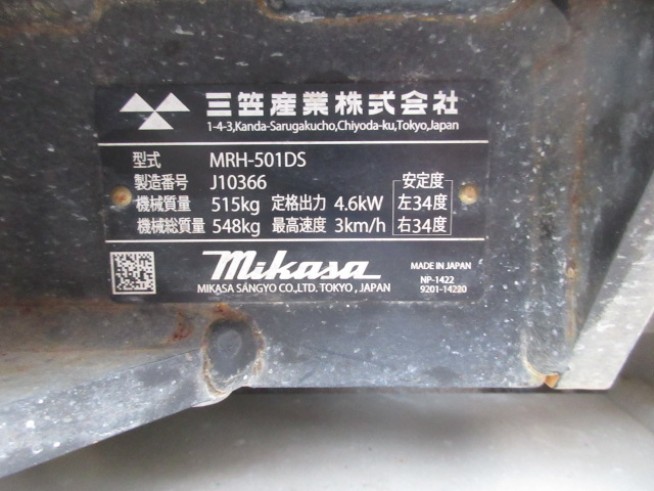 三笠産業株式会社
1-4-3,Kanda-Sarugakucho,Chiyoda-ku,Tokyo,Japan
型式 MRH-501DS
製造番号 J10366
機械質量 515kg 定格出力 4.6kW
機械総質量 548kg 最高速度 3km/h
安定度
左34度
右34度
mikasa
MIKASA SANGYO CO.,LTD. TOKYO , JAPAN
MADE IN JAPAN
NP-1422
9201-14220